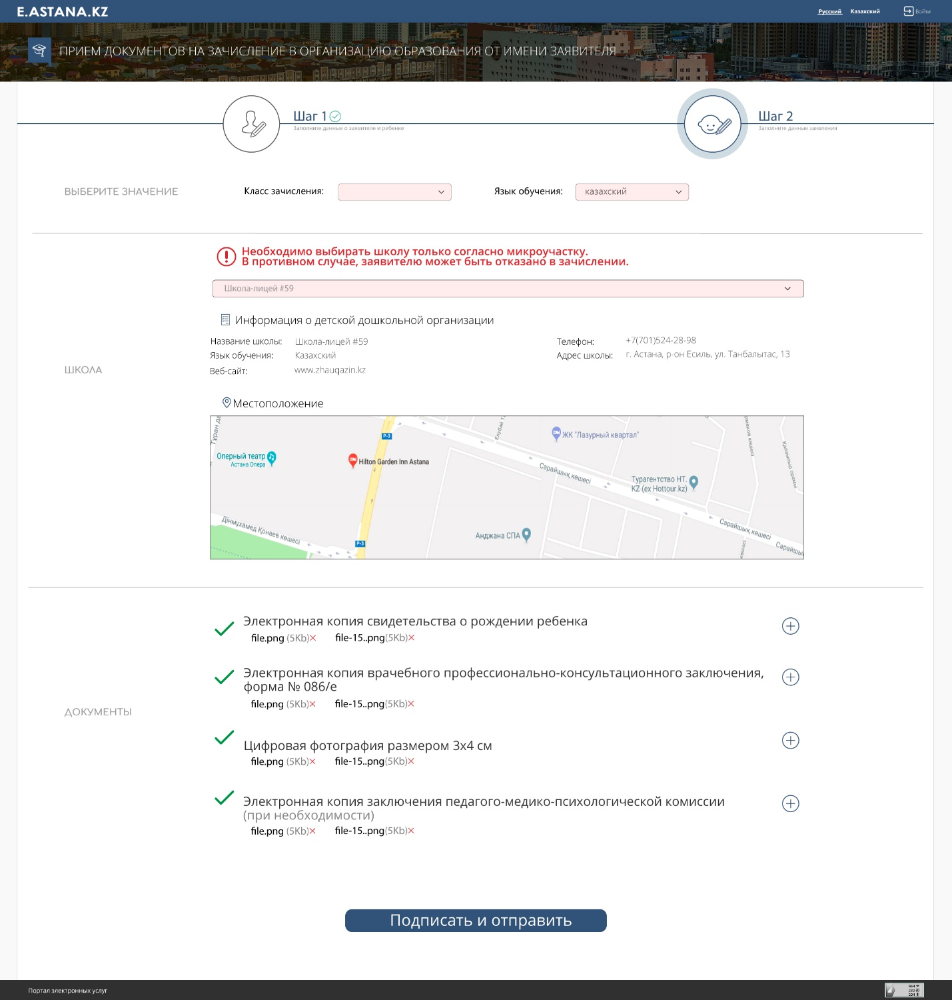 E.ASTANA.KZ
Русский
Казахский
Войти
ПРИЕМ ДОКУМЕНТОВ НА ЗАЧИСЛЕНИЕ В ОРГАНИЗАЦИЮ ОБРАЗОВАНИЯ ОТ ИМЕНИ ЗАЯВИТЕЛЯ
Шаг 1
Заполните данные о заявителе и ребенке
Шаг 2
Заполните данные заявления
ВЫБЕРИТЕ ЗНАЧЕНИЕ
Класс зачисления:
Язык обучения:
казахский
Необходимо выбирать школу только согласно микроучастку.
В противном случае, заявителю может быть отказано в зачислении.
Школа-лицей #59
Информация о детской дошкольной организации
Название школы: Школа-лицей #59
Телефон: +7(701)524-28-98
Язык обучения: Казахский
Адрес школы: г. Астана, р-он Есиль, ул. Танбалытас, 13
Веб-сайт: www.zhauqazin.kz
ШКОЛА
Местоположение
Тұран де
P-3
Елубай Т
ЖК "Лазурный квартал"
рмеков көшесі
Қаламқыр орамы
Оперный театр
Астана Опера
Hilton Garden Inn Astana
Сарайшық көшесі
Турагентство HT.
KZ (ex Hottour.kz)
Дінмұхамед Қонаев көшесі
Анджана СПА
P-3
Сарайшық көшесі
көшесі
Сарайшы
ДОКУМЕНТЫ
Электронная копия свидетельства о рождении ребенка
file.png (5Kb)× file-15..png(5Kb)×
Электронная копия врачебного профессионально-консультационного заключения,
форма № 086/е
file.png (5Kb)× file-15..png(5Kb)×
Цифровая фотография размером 3х4 см
file.png (5Kb)× file-15..png(5Kb)×
Электронная копия заключения педагого-медико-психологической комиссии
(при необходимости)
file.png (5Kb)× file-15..png(5Kb)×
Подписать и отправить
Портал электронных услуг